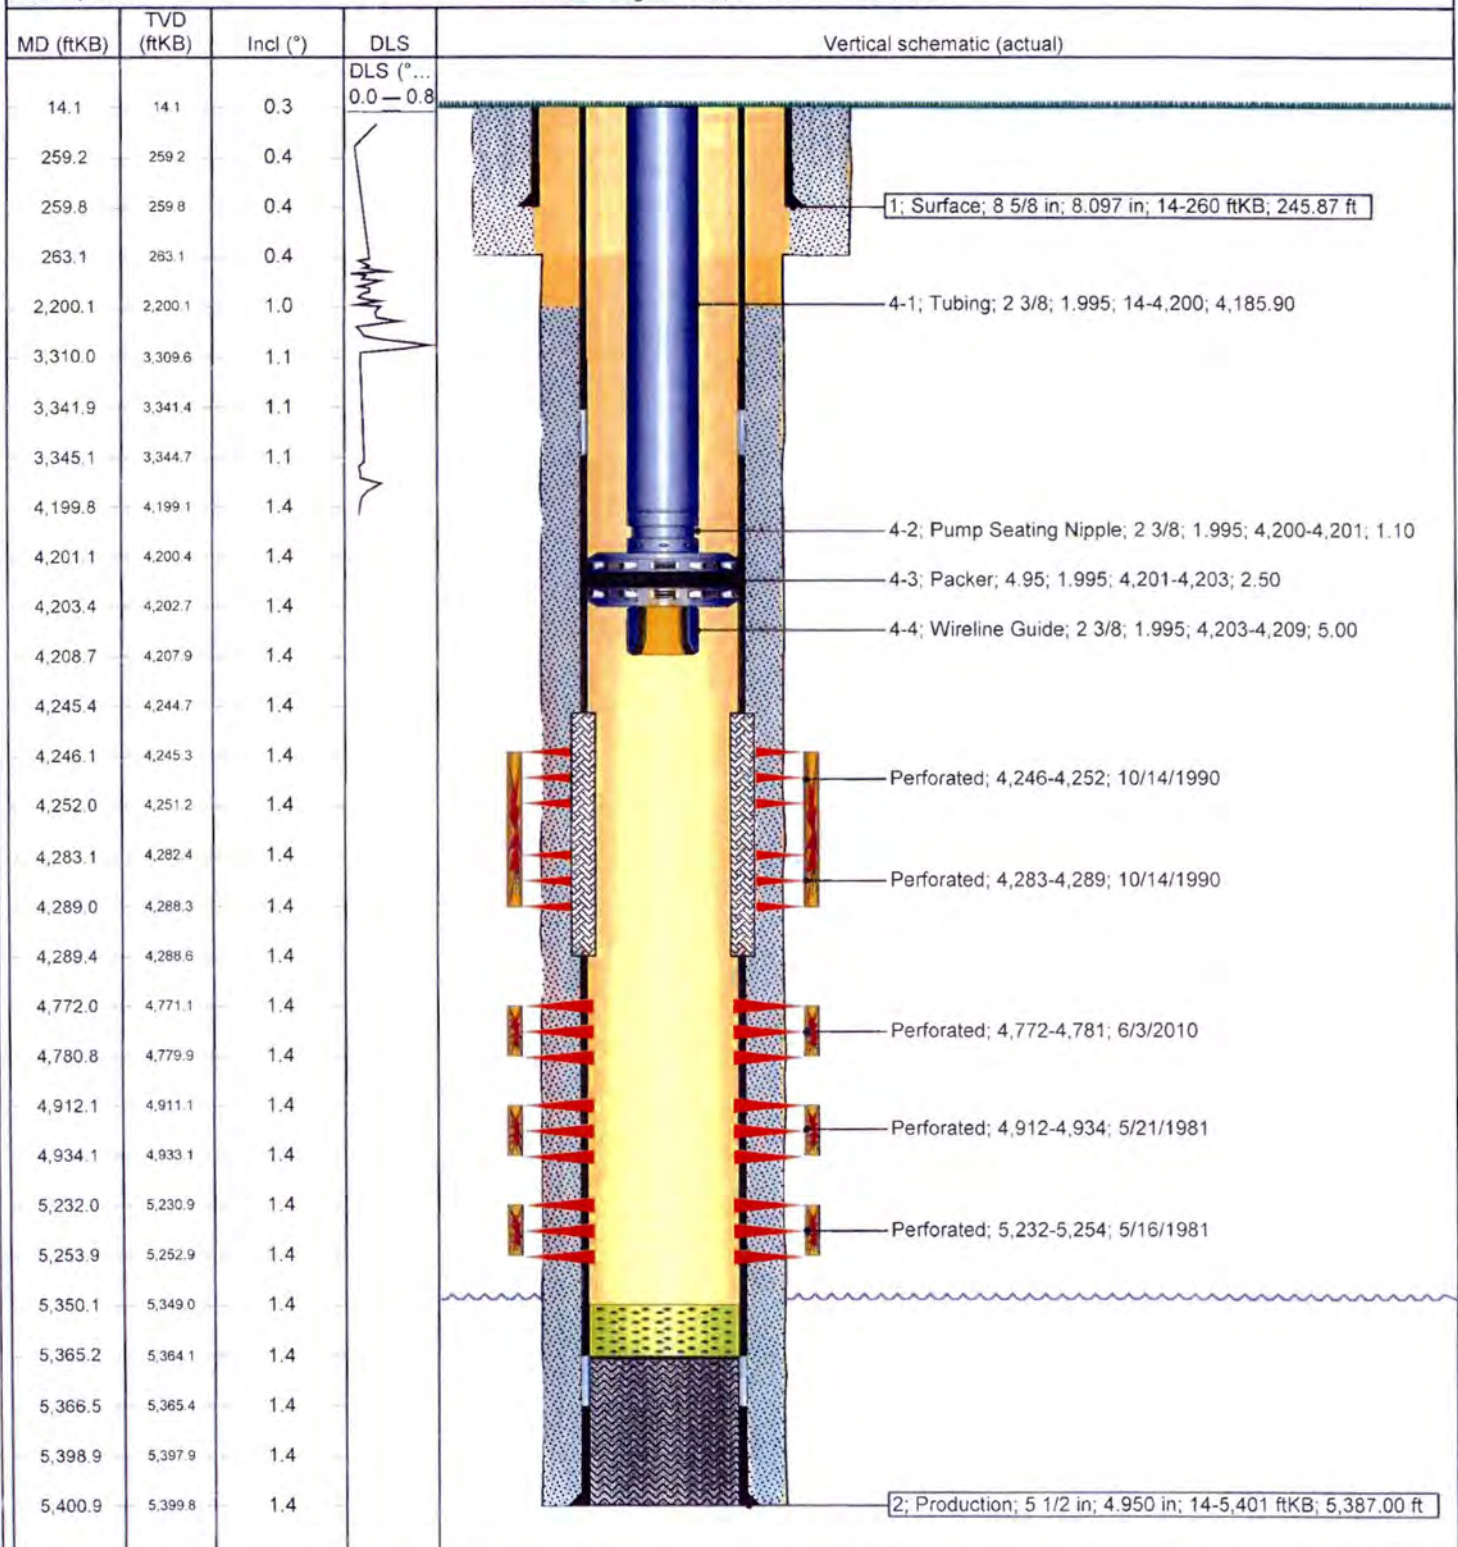 TVD
MD (ftKB) (ftKB) Incl (°) DLS Vertical schematic (actual)
DLS (°...
0.0 — 0.8
14.1 14.1 0.3
259.2 259.2 0.4
259.8 259.8 0.4
1; Surface; 8 5/8 in; 8.097 in; 14-260 ftKB; 245.87 ft
263.1 263.1 0.4
2,200.1 2,200.1 1.0
4-1; Tubing; 2 3/8; 1.995; 14-4,200; 4,185.90
3,310.0 3,309.6 1.1
3,341.9 3,341.4 1.1
3,345.1 3,344.7 1.1
4,199.8 4,199.1 1.4
4-2; Pump Seating Nipple; 2 3/8; 1.995; 4,200-4,201; 1.10
4,201.1 4,200.4 1.4
4-3; Packer; 4.95; 1.995; 4,201-4,203; 2.50
4,203.4 4,202.7 1.4
4-4; Wireline Guide; 2 3/8; 1.995; 4,203-4,209; 5.00
4,208.7 4,207.9 1.4
4,245.4 4,244.7 1.4
4,246.1 4,245.3 1.4
Perforated; 4,246-4,252; 10/14/1990
4,252.0 4,251.2 1.4
4,283.1 4,282.4 1.4
Perforated; 4,283-4,289; 10/14/1990
4,289.0 4,288.3 1.4
4,289.4 4,288.6 1.4
4,772.0 4,771.1 1.4
Perforated; 4,772-4,781; 6/3/2010
4,780.8 4,779.9 1.4
4,912.1 4,911.1 1.4
Perforated; 4,912-4,934; 5/21/1981
4,934.1 4,933.1 1.4
5,232.0 5,230.9 1.4
Perforated; 5,232-5,254; 5/16/1981
5,253.9 5,252.9 1.4
5,350.1 5,349.0 1.4
5,365.2 5,364.1 1.4
5,366.5 5,365.4 1.4
5,398.9 5,397.9 1.4
5,400.9 5,399.8 1.4
2; Production; 5 1/2 in; 4.950 in; 14-5,401 ftKB; 5,387.00 ft